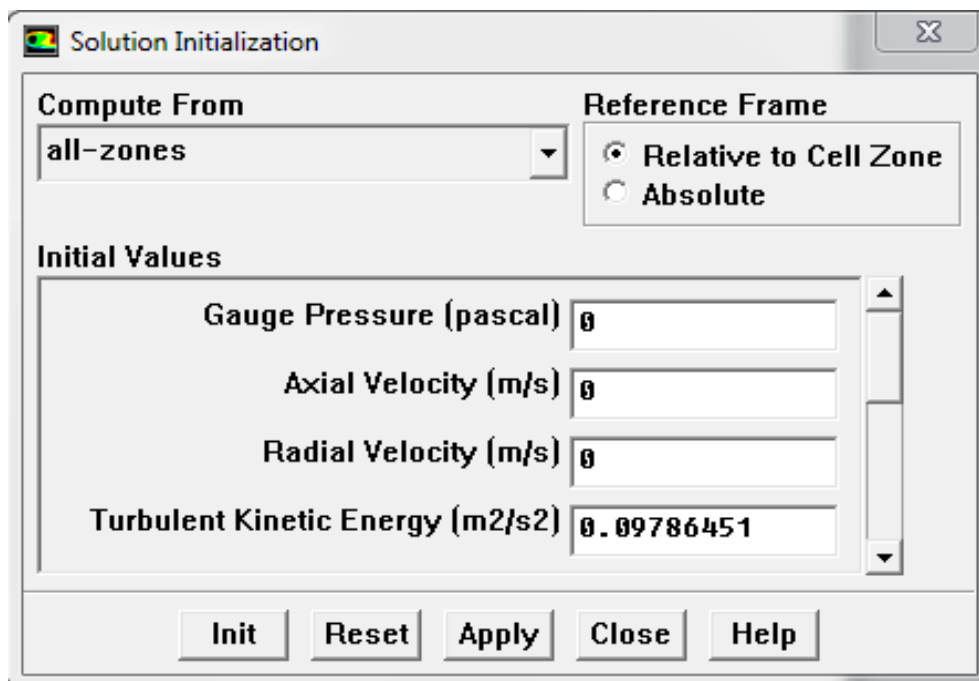 Solution Initialization
Compute From
all-zones
Reference Frame
Relative to Cell Zone
Absolute
Initial Values
Gauge Pressure (pascal) 0
Axial Velocity (m/s) 0
Radial Velocity (m/s) 0
Turbulent Kinetic Energy (m2/s2) 0.09786451
Init Reset Apply Close Help